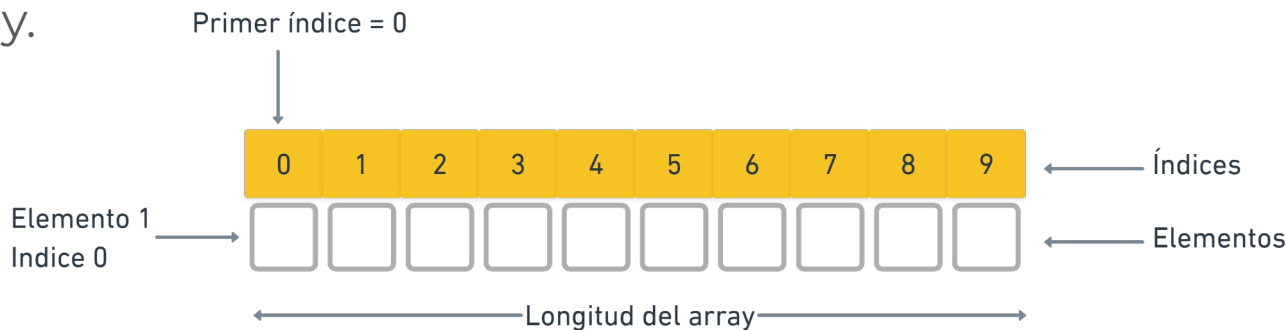 y.
Primer índice = 0
0 1 2 3 4 5 6 7 8 9
Índices
Elemento 1
Indice 0
Elementos
Longitud del array